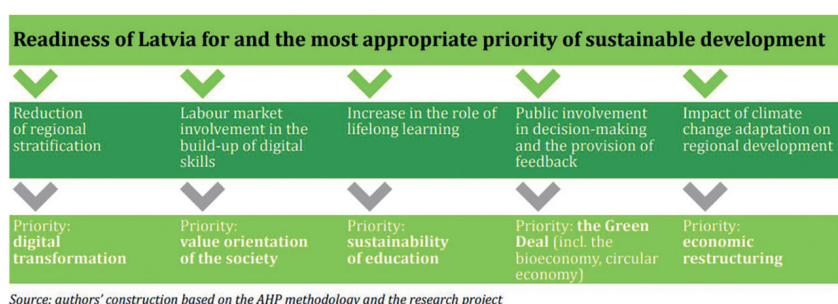 Readiness of Latvia for and the most appropriate priority of sustainable development
Reduction
of regional
stratification
Labour market
involvement in the
build-up of digital
skills
Increase in the role of
lifelong learning
Public involvement
in decision-making
and the provision of
feedback
Impact of climate
change adaptation on
regional development
Priority:
digital
transformation
Priority:
value orientation
of the society
Priority:
sustainability
of education
Priority: the Green
Deal (incl. the
bioeconomy, circular
economy)
Priority:
economic
restructuring
Source: authors' construction based on the AHP methodology and the research project